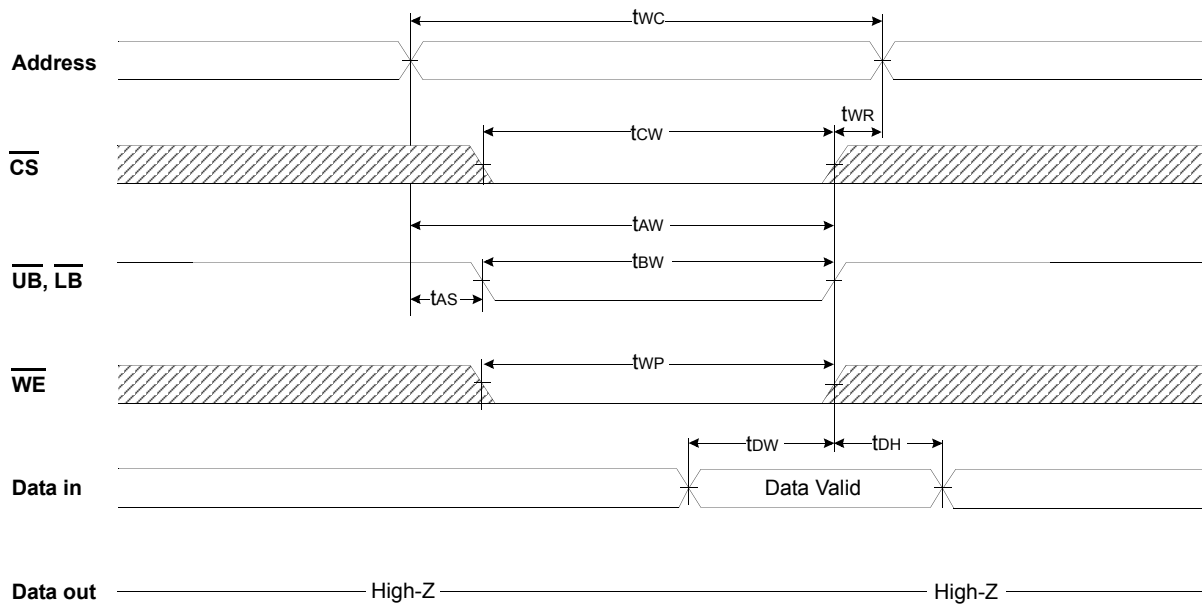 tWC
Address
tWR
tCW
CS
tAW
UB, LB
tBW
tAS
WE
tWP
tDW
tDH
Data in
Data Valid
Data out
High-Z
High-Z